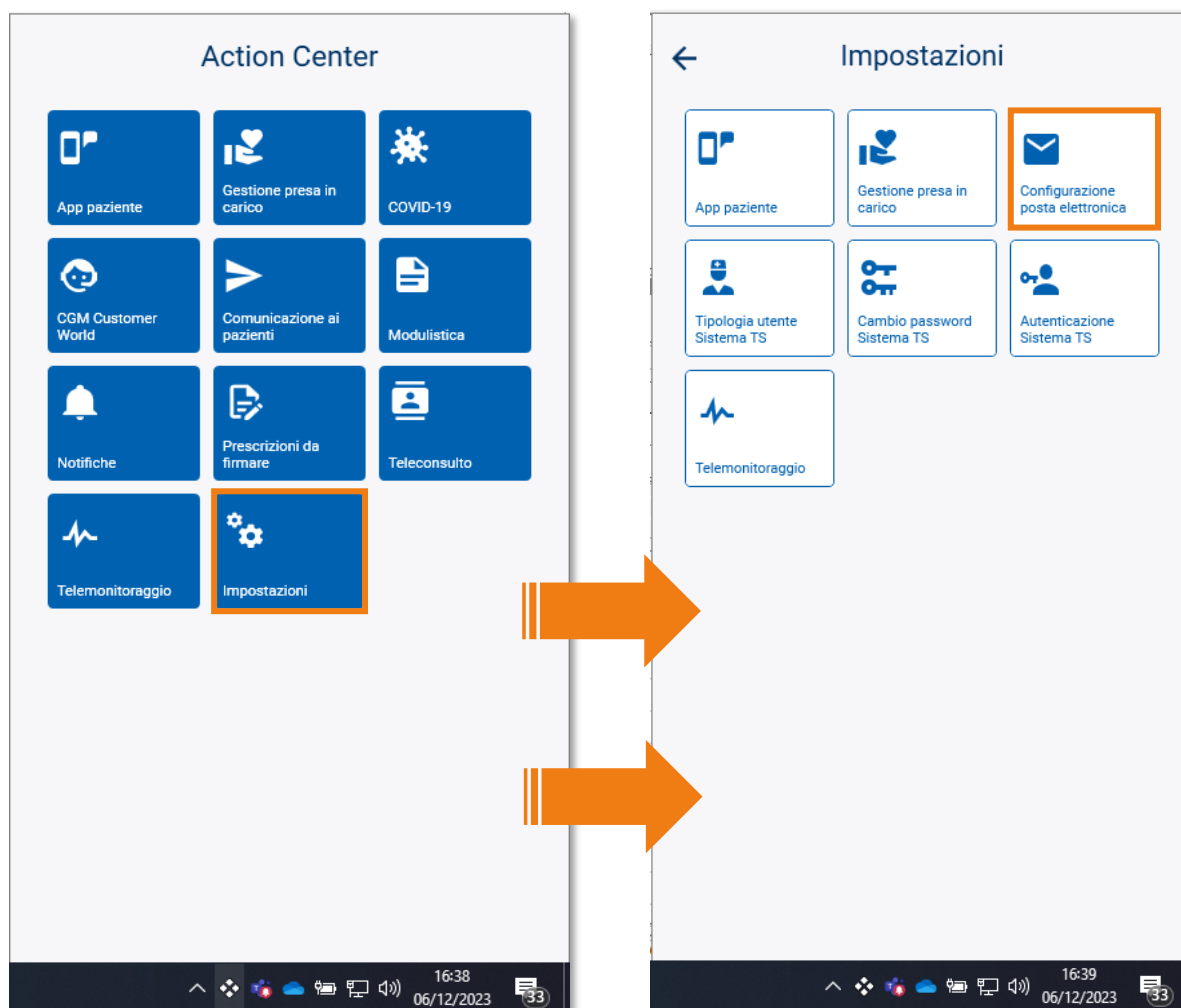 Action Center
App paziente
Gestione presa in
carico
COVID-19
CGM Customer
World
Comunicazione ai
pazienti
Modulistica
Notifiche
Prescrizioni da
firmare
Teleconsulto
Telemonitoraggio
Impostazioni
16:38
06/12/2023
33
Impostazioni
App paziente
Gestione presa in
carico
Configurazione
posta elettronica
Tipologia utente
Sistema TS
Cambio password
Sistema TS
Autenticazione
Sistema TS
Telemonitoraggio
16:39
06/12/2023
33